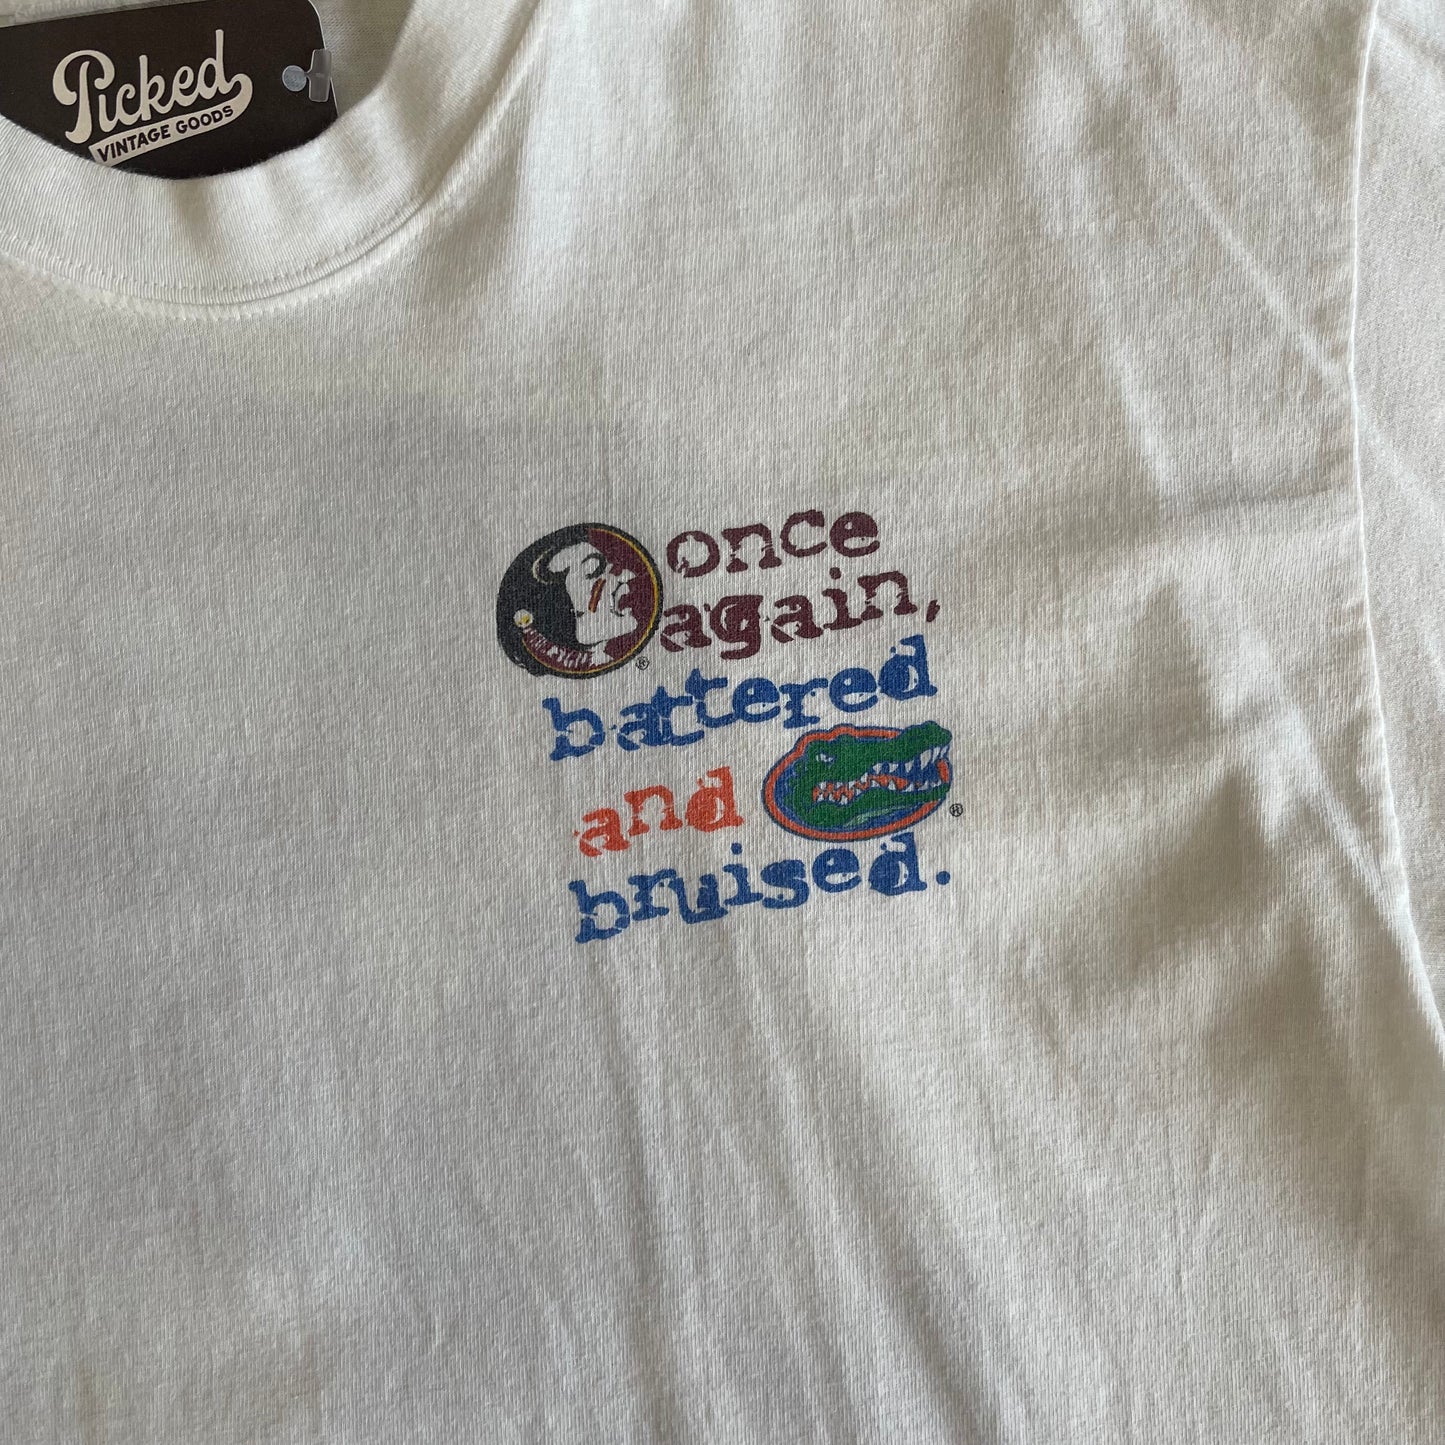 Picked
VINTAGE GOODS
once
again,
®
battered
and
®
bruised.